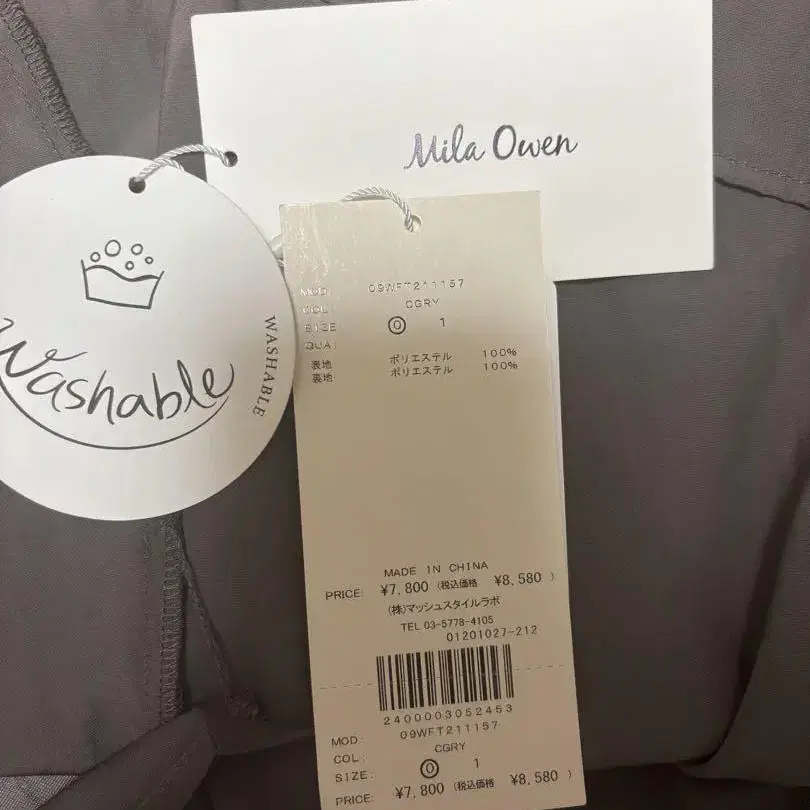 Mila Owen
Washable
WASHABLE
MOD: 09WFT211157
COL: CGRY
SIZE: ⓪ 1
QUA:
表地 ポリエステル 100%
裏地 ポリエステル 100%
MADE IN CHINA
PRICE: ¥7,800 (税込価格 ¥8,580 )
(株)マッシュスタイルラボ
TEL 03-5778-4105
01201027-212
2400003052453
MOD: 09WFT211157
COL: CGRY
SIZE: ⓪ 1
PRICE: ¥7,800 (税込価格 ¥8,580 )